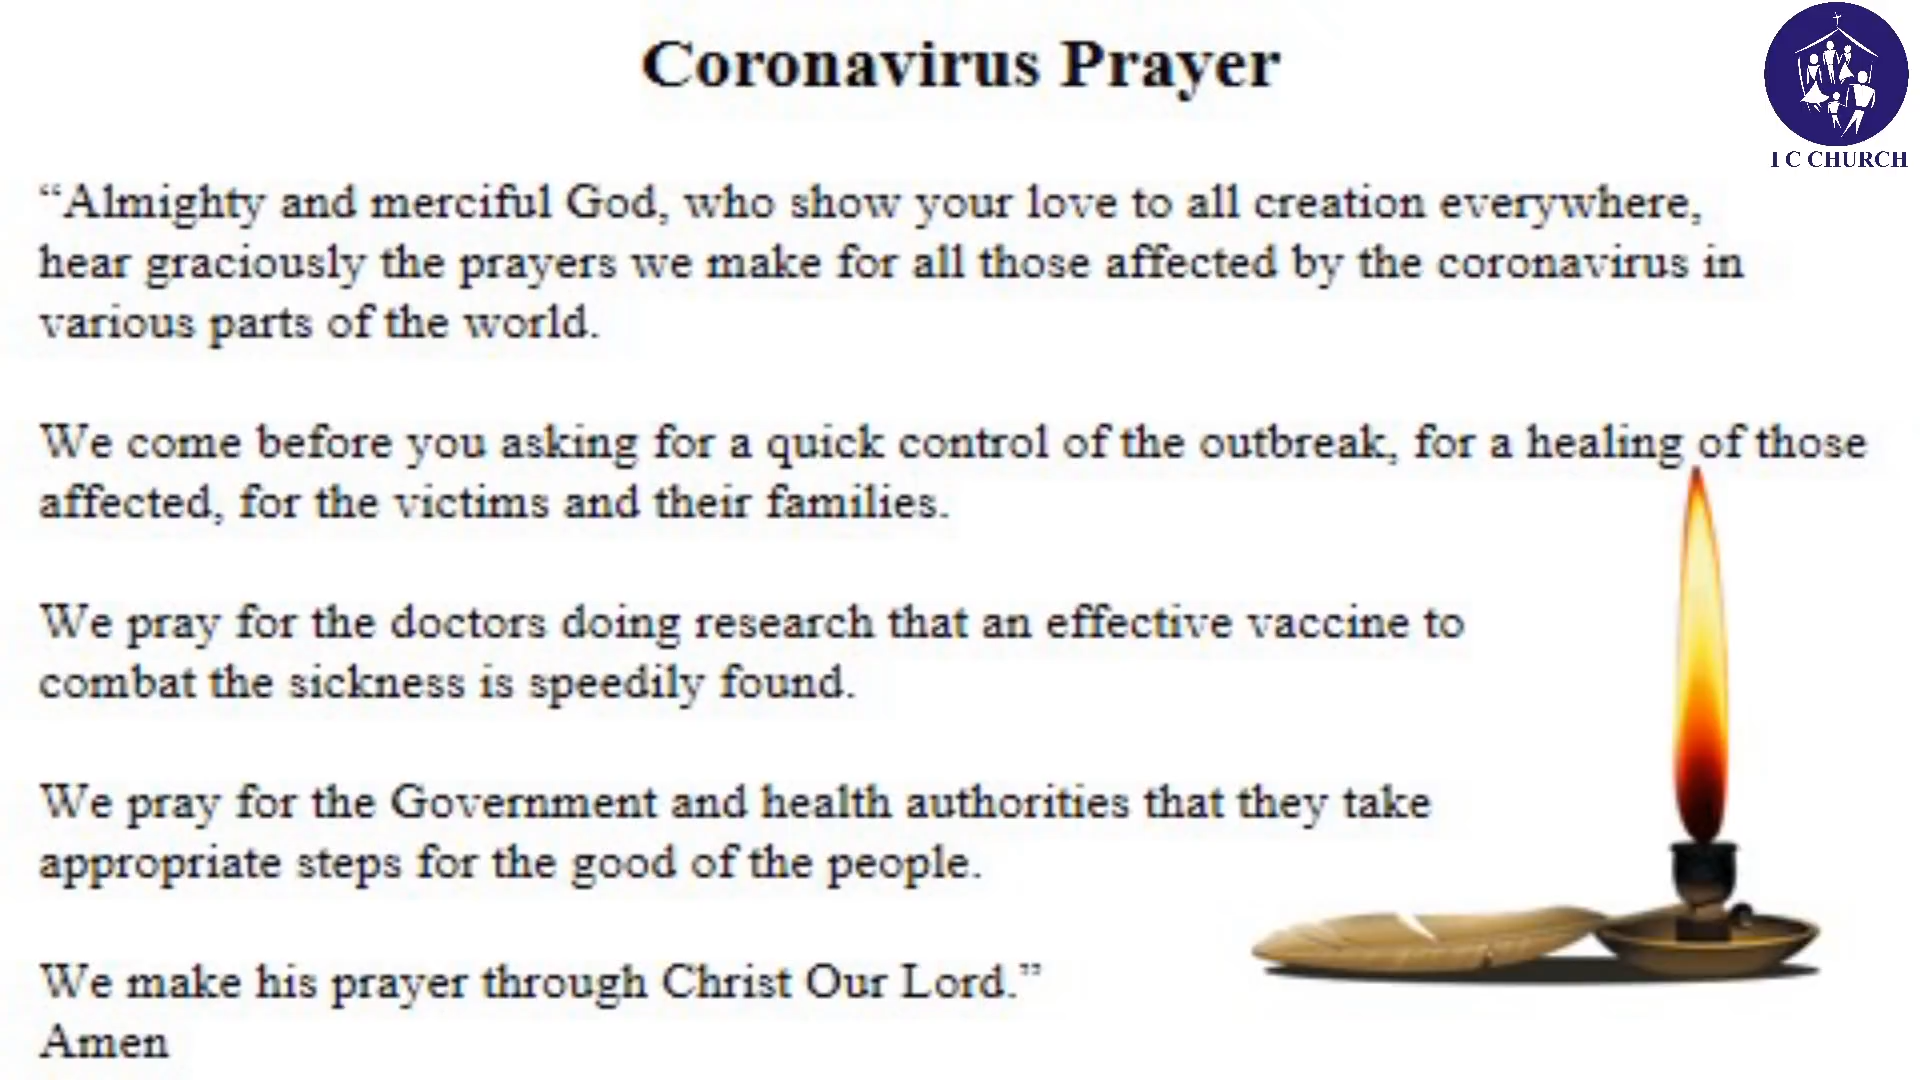 Coronavirus Prayer
I C CHURCH
“Almighty and merciful God, who show your love to all creation everywhere,
hear graciously the prayers we make for all those affected by the coronavirus in
various parts of the world.
We come before you asking for a quick control of the outbreak, for a healing of those
affected, for the victims and their families.
We pray for the doctors doing research that an effective vaccine to
combat the sickness is speedily found.
We pray for the Government and health authorities that they take
appropriate steps for the good of the people.
We make his prayer through Christ Our Lord.”
Amen